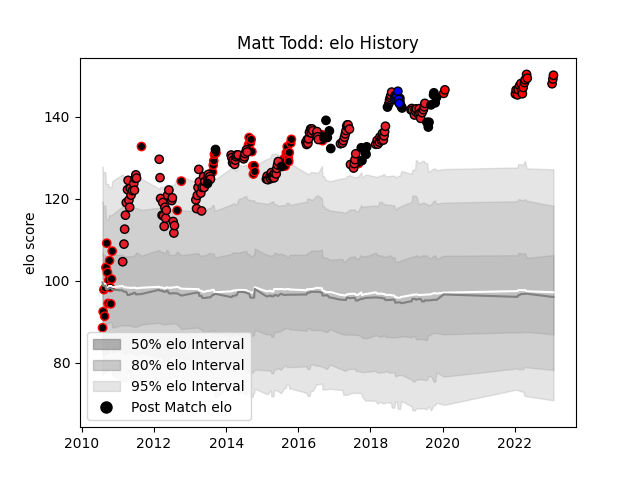 Matt Todd: elo History
elo score
140
120
100
80
50% elo Interval
80% elo Interval
95% elo Interval
Post Match elo
2010 2012 2014 2016 2018 2020 2022